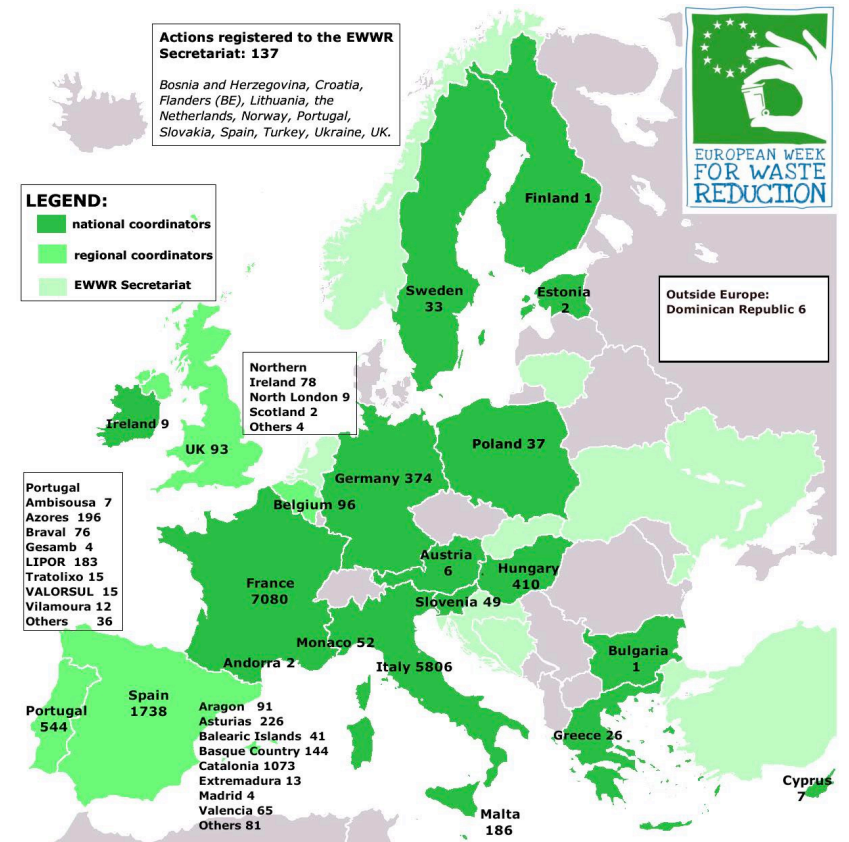 Actions registered to the EWWR
Secretariat: 137
Bosnia and Herzegovina, Croatia,
Flanders (BE), Lithuania, the
Netherlands, Norway, Portugal,
Slovakia, Spain, Turkey, Ukraine, UK.
EUROPEAN WEEK
FOR WASTE
REDUCTION
LEGEND:
national coordinators
regional coordinators
EWWR Secretariat
Finland 1
Sweden
33
Estonia
2
Outside Europe:
Dominican Republic 6
Northern
Ireland 78
North London 9
Scotland 2
Others 4
Ireland 9
UK 93
Poland 37
Germany 374
Belgium 96
Portugal
Ambisousa 7
Azores 196
Braval 76
Gesamb 4
LIPOR 183
Tratolixo 15
VALORSUL 15
Vilamoura 12
Others 36
Austria
6
Hungary
410
France
7080
Slovenia 49
Monaco 52
Andorra 2
Italy 5806
Bulgaria
1
Spain
1738
Portugal
544
Aragon 91
Asturias 226
Balearic Islands 41
Basque Country 144
Catalonia 1073
Extremadura 13
Madrid 4
Valencia 65
Others 81
Greece 26
Cyprus
7
Malta
186